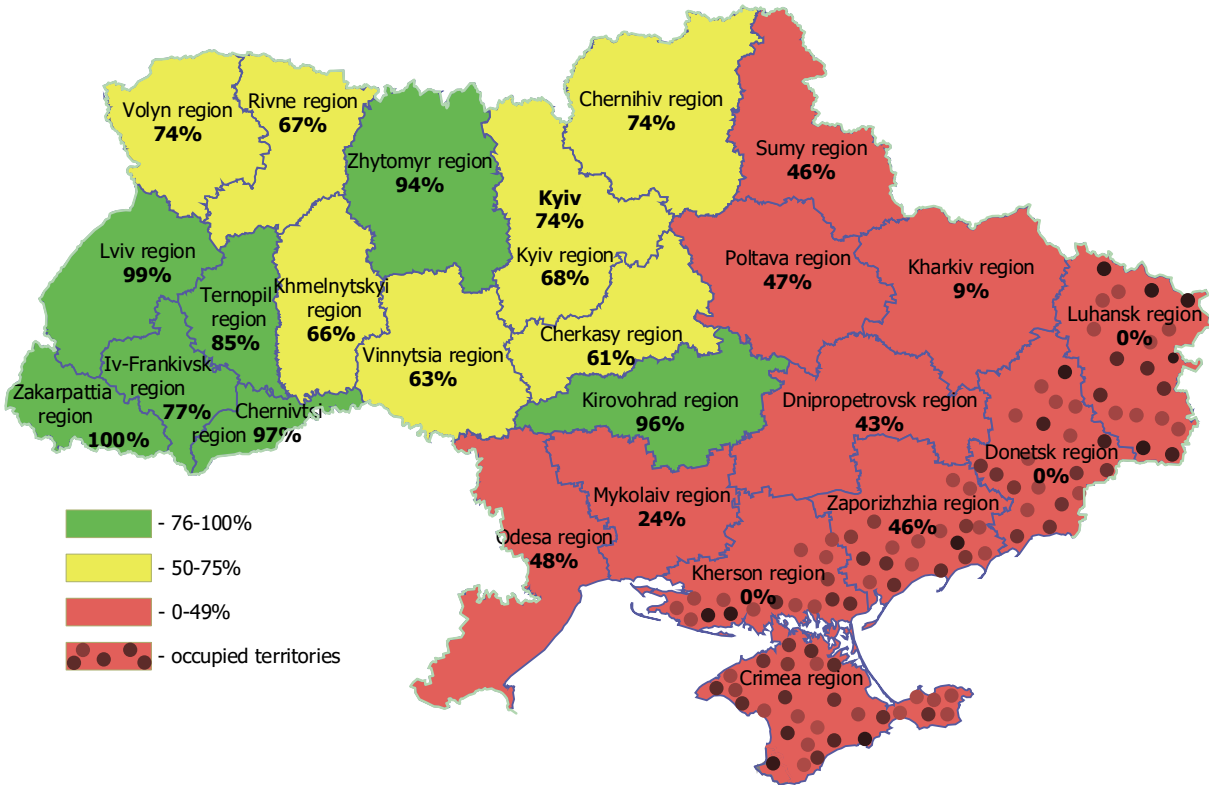 Volyn region
74%
Rivne region
67%
Zhytomyr region
94%
Chernihiv region
74%
Sumy region
46%
Kyiv
74%
Kyiv region
68%
Lviv region
99%
Ternopil
region
85%
Khmelnytskyi
region
66%
Vinnytsia region
63%
Cherkasy region
61%
Poltava region
47%
Kharkiv region
9%
Luhansk region
0%
Zakarpattia
region
100%
Iv-Frankivsk
region
77%
Chernivtsi
region 97%
Kirovohrad region
96%
Dnipropetrovsk region
43%
Donetsk region
0%
Odesa region
48%
Mykolaiv region
24%
Zaporizhzhia region
46%
Kherson region
0%
Crimea region
- 76-100%
- 50-75%
- 0-49%
- occupied territories